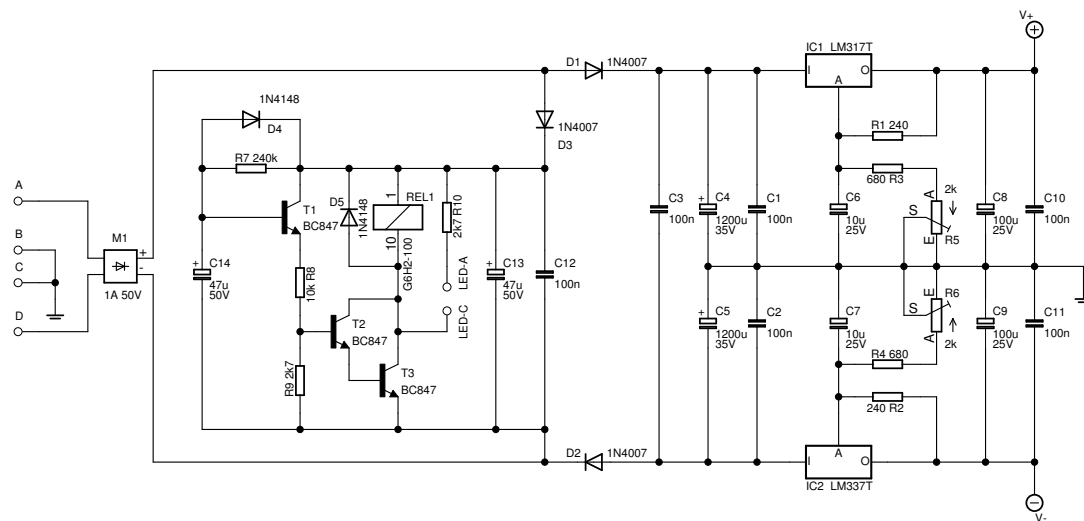 V+
D1
1N4007
IC1 LM317T
I
O
A
1N4148
D4
1N4007
D3
R1 240
R7 240k
680 R3
A
2k
S
E
R5
A
B
C
D
M1
+
-
1A 50V
T1
BC847
D5
1N4148
1
REL1
10
G6H2-100
2k7 R10
LED-A
LED-C
+
C14
47u
50V
10k R8
R9 2k7
T2
BC847
T3
BC847
+
C13
47u
50V
C12
100n
C3
100n
+
C4
1200u
35V
C1
100n
C6
10u
25V
C8
100u
25V
C10
100n
+
C5
1200u
35V
C2
100n
C7
10u
25V
E
R6
S
A
2k
C9
100u
25V
C11
100n
R4 680
240 R2
D2
1N4007
I
A
O
IC2 LM337T
V-